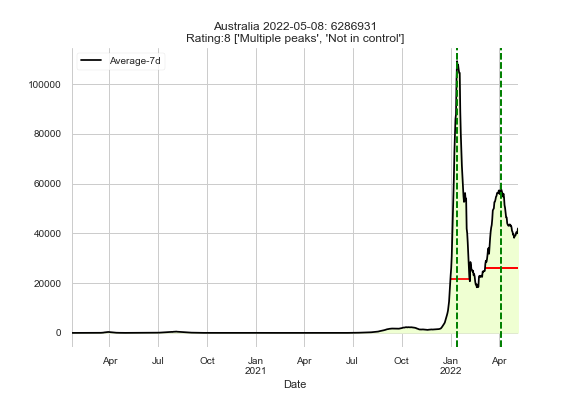 Australia 2022-05-08: 6286931
Rating:8 ['Multiple peaks', 'Not in control']
Average-7d
100000
80000
60000
40000
20000
0
Apr Jul Oct Jan Apr Jul Oct Jan Apr
2021 2022
Date